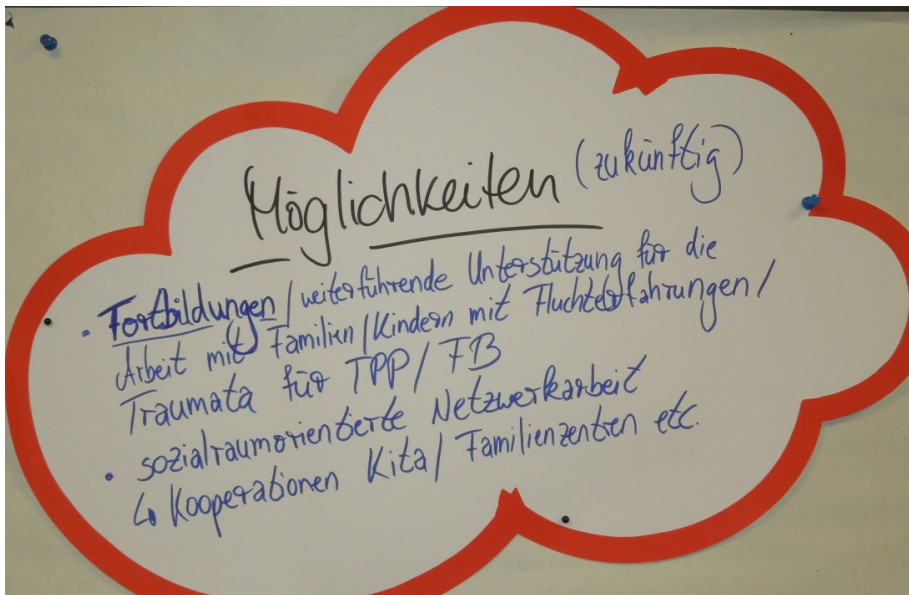 Möglichkeiten (zukünftig)
• Fortbildungen / weiterführende Unterstützung für die
Arbeit mit Familien / Kindern mit Fluchterfahrungen /
Traumata für TPP / FB
• sozialraumorientierte Netzwerkarbeit
↳ Kooperationen Kita / Familienzentren etc.